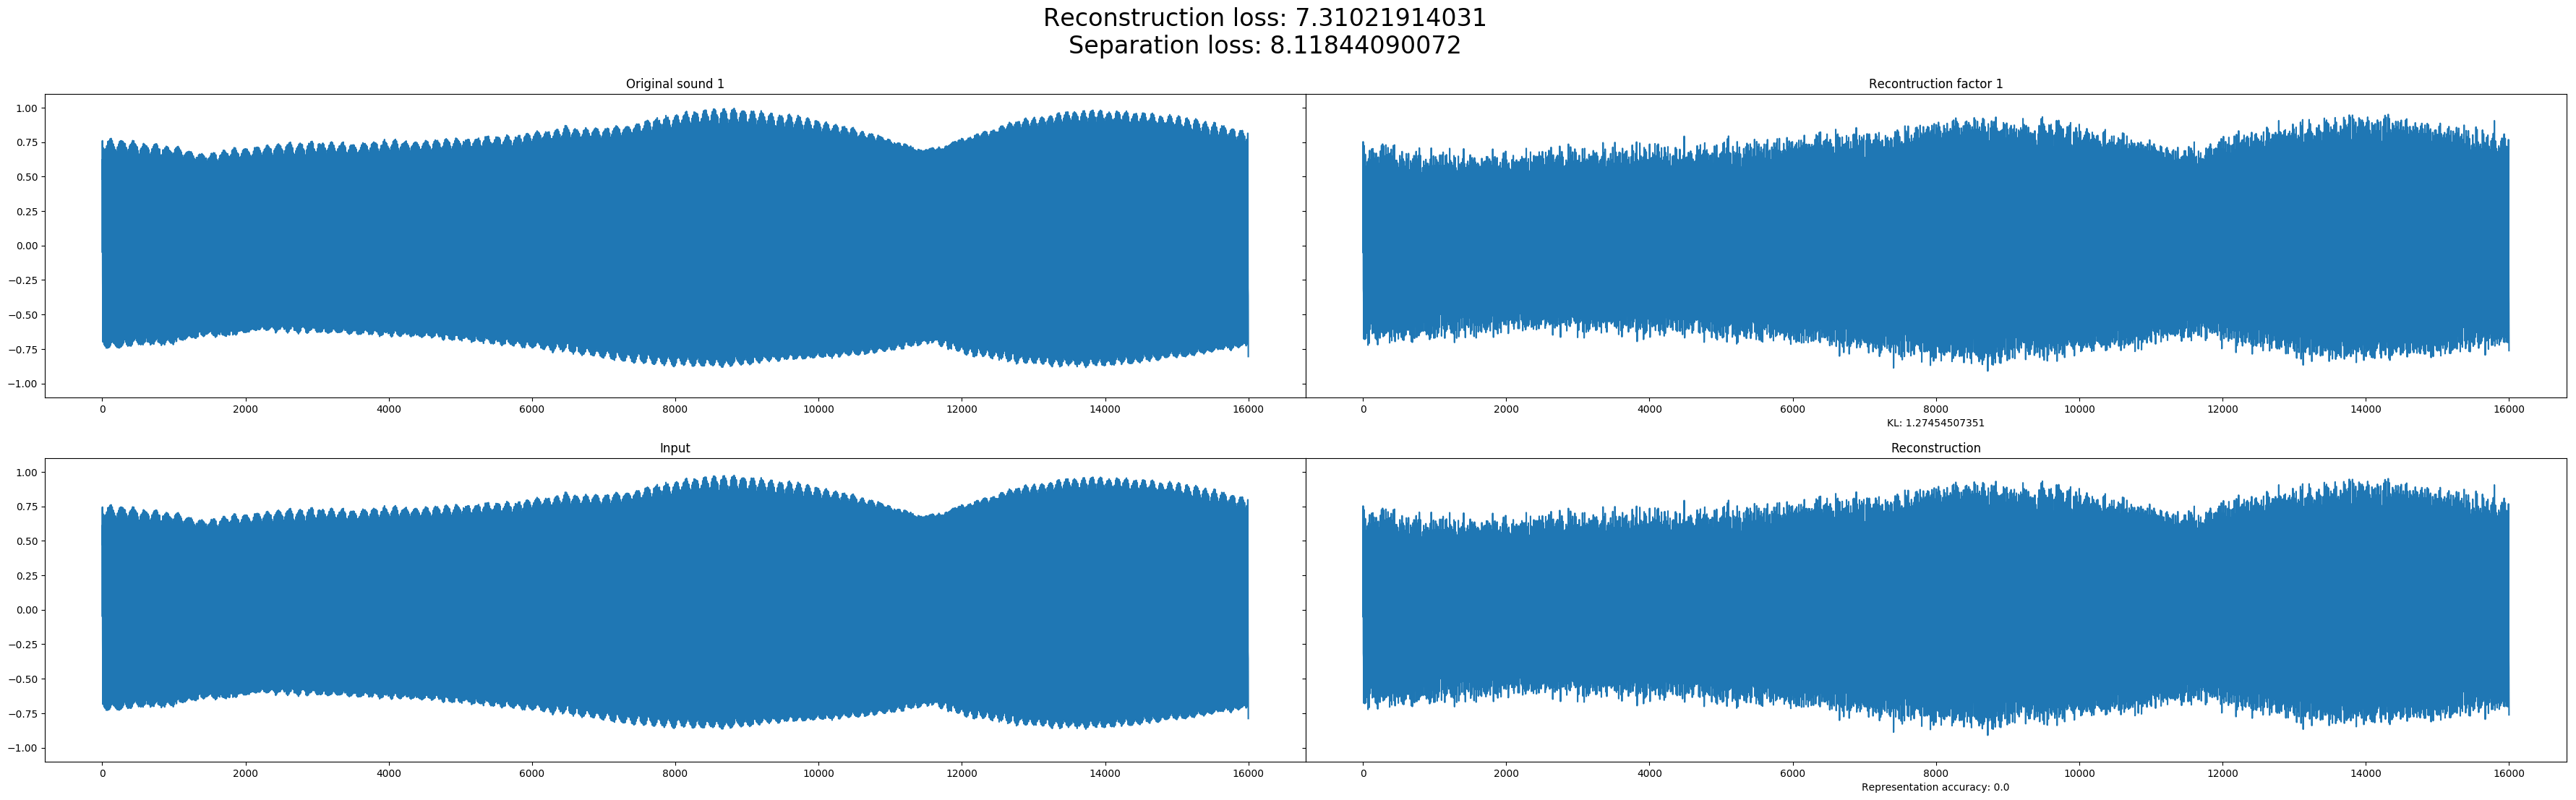 Reconstruction loss: 7.31021914031
Separation loss: 8.11844090072
Original sound 1
Recontruction factor 1
1.00
0.75
0.50
0.25
0.00
−0.25
−0.50
−0.75
−1.00
0 2000 4000 6000 8000 10000 12000 14000 16000
0 2000 4000 6000 8000 10000 12000 14000 16000
KL: 1.27454507351
Input
Reconstruction
1.00
0.75
0.50
0.25
0.00
−0.25
−0.50
−0.75
−1.00
0 2000 4000 6000 8000 10000 12000 14000 16000
0 2000 4000 6000 8000 10000 12000 14000 16000
Representation accuracy: 0.0